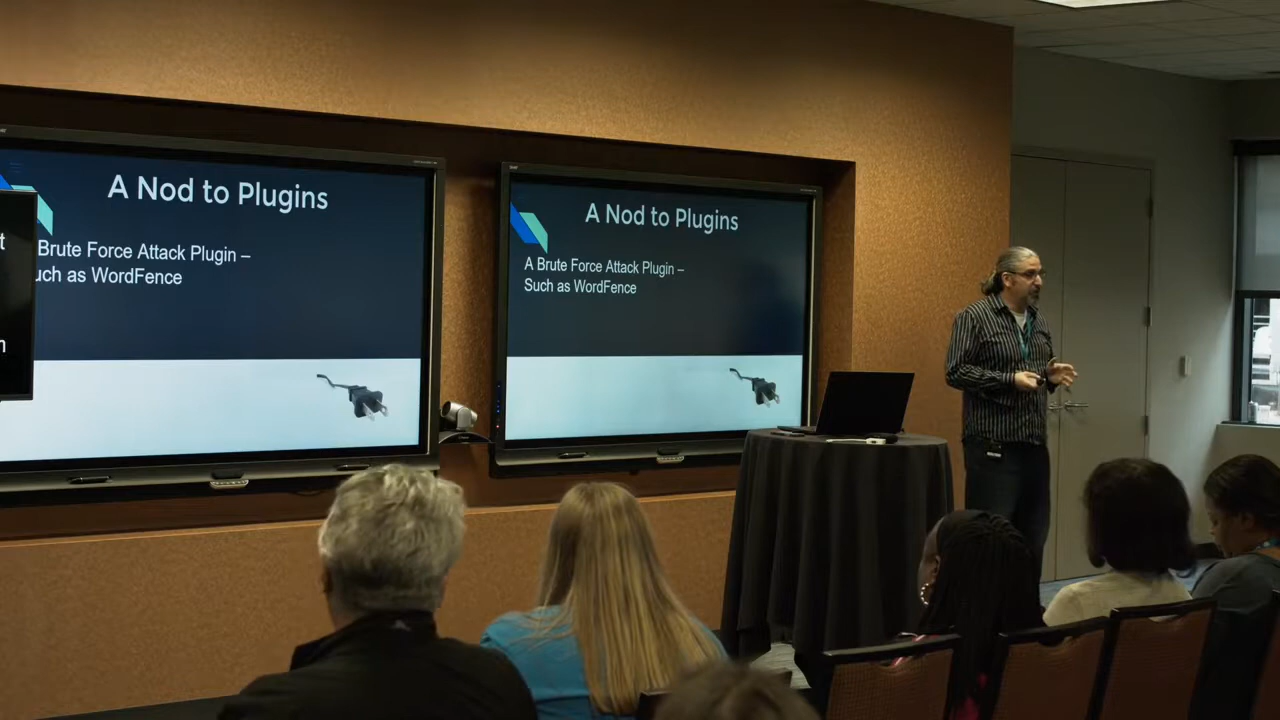 A Nod to Plugins
Brute Force Attack Plugin –
uch as WordFence
t
n
A Nod to Plugins
A Brute Force Attack Plugin –
Such as WordFence